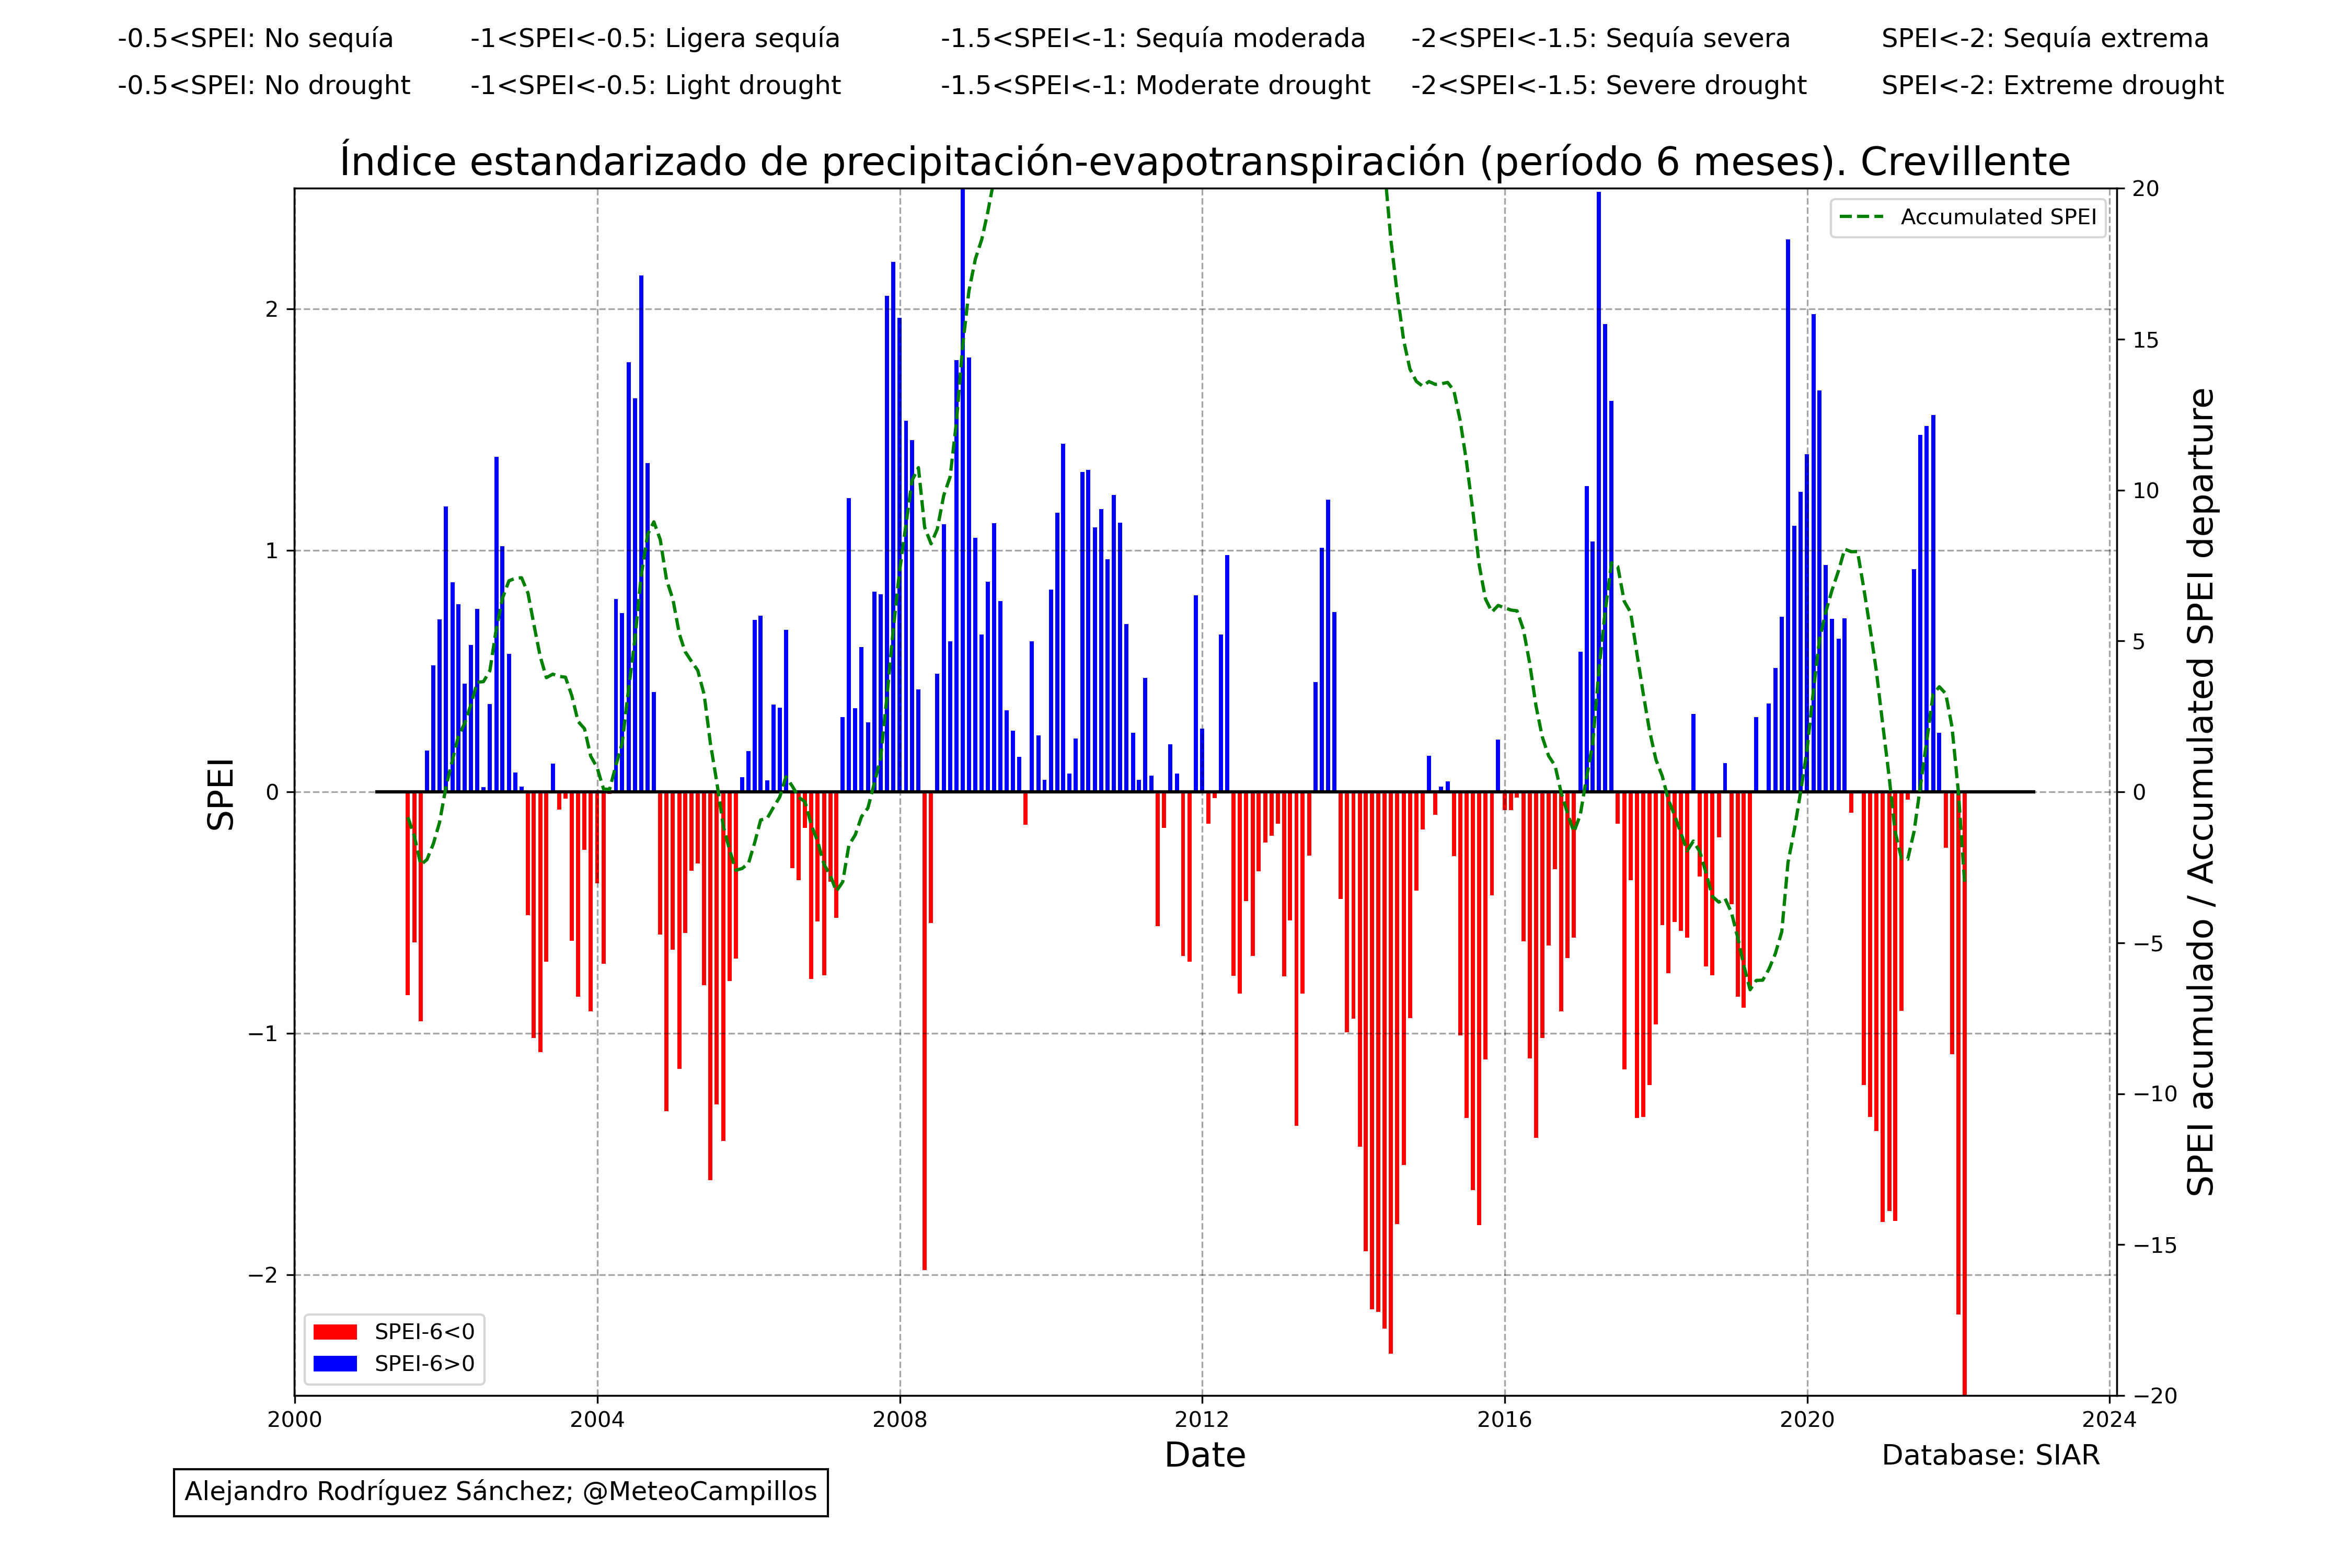 -0.5<SPEI: No sequía -1<SPEI<-0.5: Ligera sequía -1.5<SPEI<-1: Sequía moderada -2<SPEI<-1.5: Sequía severa SPEI<-2: Sequía extrema
-0.5<SPEI: No drought -1<SPEI<-0.5: Light drought -1.5<SPEI<-1: Moderate drought -2<SPEI<-1.5: Severe drought SPEI<-2: Extreme drought
Índice estandarizado de precipitación-evapotranspiración (período 6 meses). Crevillente
Accumulated SPEI
SPEI
2
1
0
−1
−2
20
15
10
5
0
−5
−10
−15
−20
SPEI acumulado / Accumulated SPEI departure
SPEI-6<0
SPEI-6>0
2000 2004 2008 2012 2016 2020 2024
Date
Database: SIAR
Alejandro Rodríguez Sánchez; @MeteoCampillos